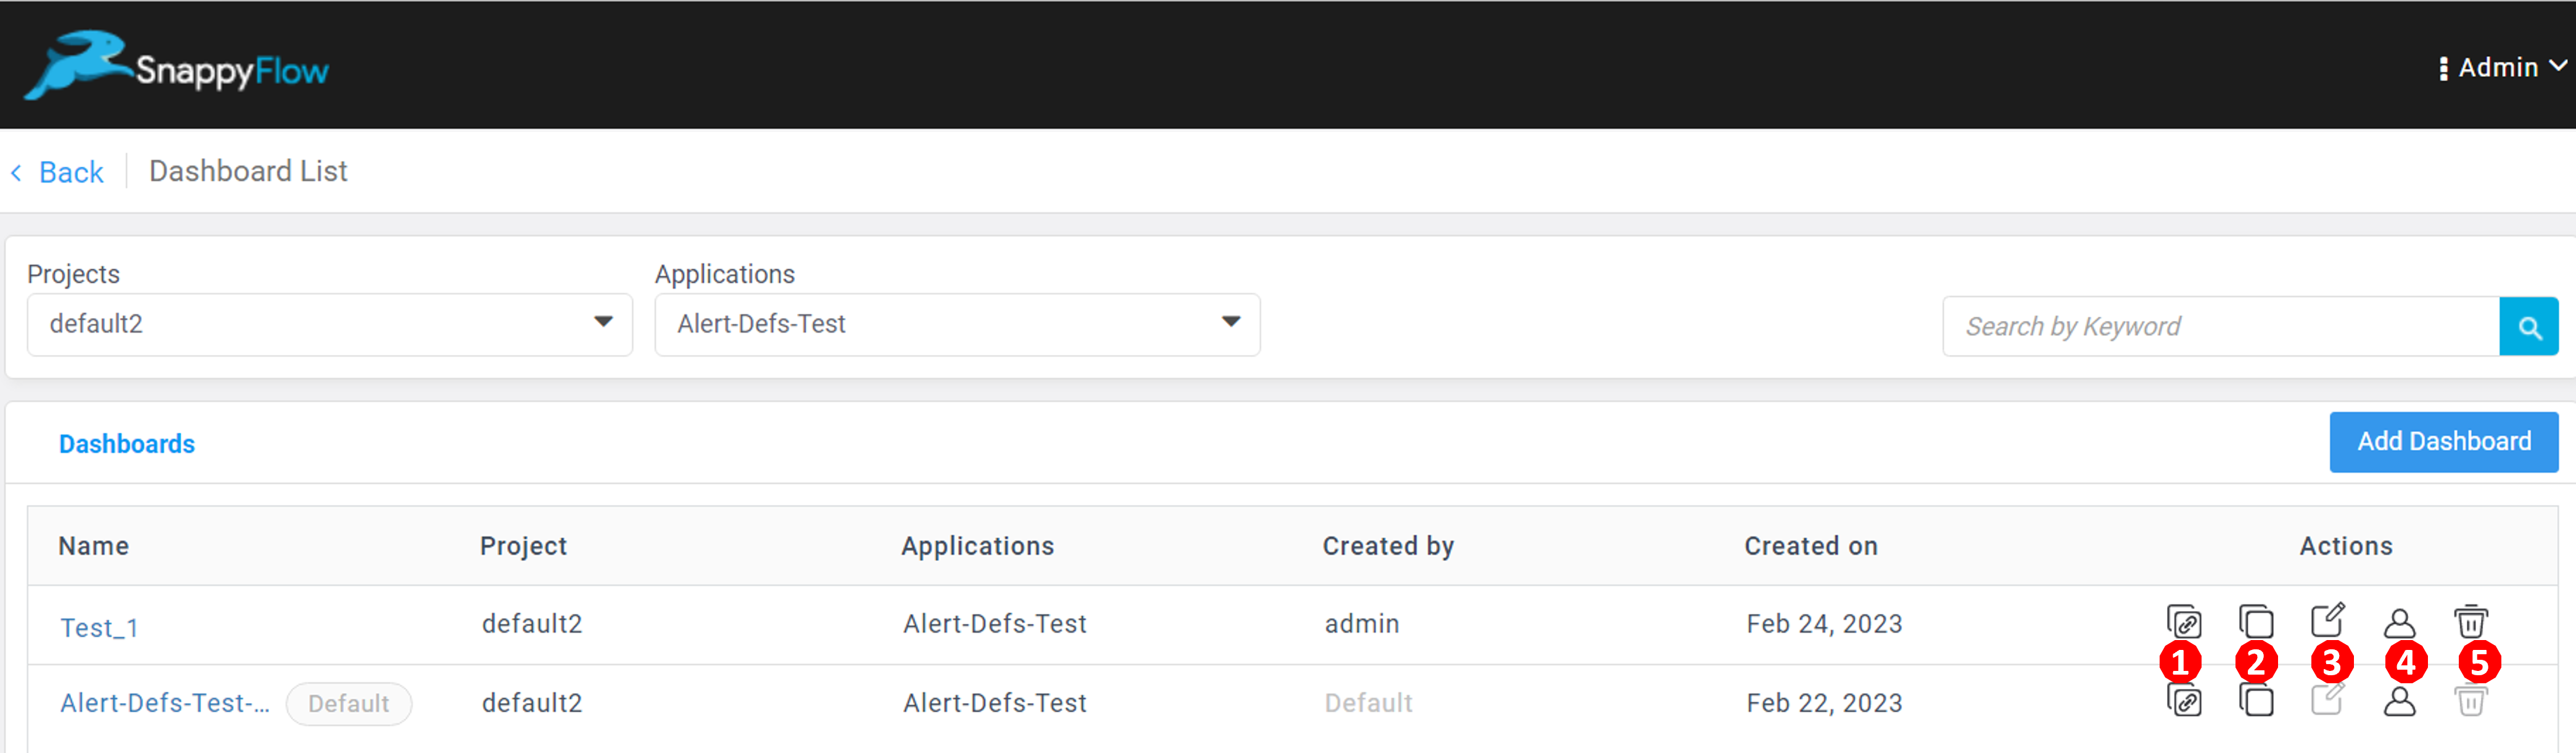 SnappyFlow
Admin
Back Dashboard List
Projects Applications
default2 Alert-Defs-Test Search by Keyword
Dashboards Add Dashboard
Name Project Applications Created by Created on Actions
Test_1 default2 Alert-Defs-Test admin Feb 24, 2023
1 2 3 4 5
Alert-Defs-Test-... Default default2 Alert-Defs-Test Default Feb 22, 2023